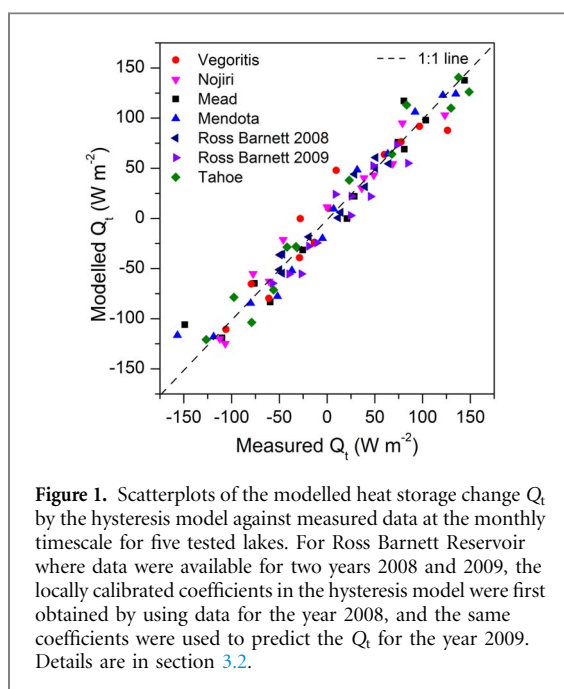 150
100
50
0
-50
-100
-150
Modelled Qt (W m-2)
Vegoritis
Nojiri
Mead
Mendota
Ross Barnett 2008
Ross Barnett 2009
Tahoe
1:1 line
-150 -100 -50 0 50 100 150
Measured Qt (W m-2)
Figure 1. Scatterplots of the modelled heat storage change Qt
by the hysteresis model against measured data at the monthly
timescale for five tested lakes. For Ross Barnett Reservoir
where data were available for two years 2008 and 2009, the
locally calibrated coefficients in the hysteresis model were first
obtained by using data for the year 2008, and the same
coefficients were used to predict the Qt for the year 2009.
Details are in section 3.2.